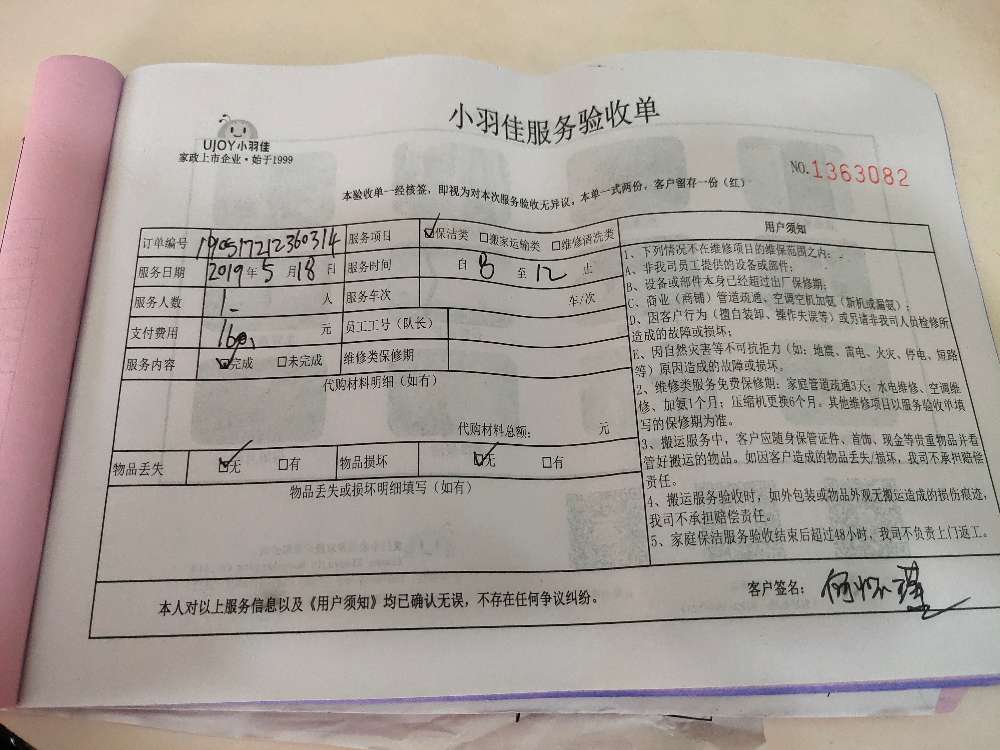 小羽佳服务验收单
UJOY小羽佳
家政上市企业·始于1999
NO.1363082
本验收单一经核签，即视为对本次服务验收无异议，本单一式两份，客户留存一份（红）
订单编号 190517212360314 服务项目 ☑保洁类 □搬家运输类 □维修清洗类
服务日期 2019年5月18日 服务时间 自8至12止
服务人数 1 人 服务车次 车/次
支付费用 160 元 员工工号（队长）
服务内容 ☑完成 □未完成 维修类保修期
代购材料明细（如有）
代购材料总额： 元
物品丢失 ☑无 □有 物品损坏 ☑无 □有
物品丢失或损坏明细填写（如有）
用户须知
1、下列情况不在维修项目的维保范围之内：
A、非我司员工提供的设备或部件；
B、设备或部件本身已经超过出厂保修期；
C、商业（商铺）管道疏通、空调空机加氨（新机或漏氨）；
D、因客户行为（擅自装卸、操作失误等）或另请非我司人员检修所
造成的故障或损坏；
E、因自然灾害等不可抗拒力（如：地震、雷电、火灾、停电、短路
等）原因造成的故障或损坏。
2、维修类服务免费保修期：家庭管道疏通3天；水电维修、空调维
修、加氨1个月；压缩机更换6个月。其他维修项目以服务验收单填
写的保修期为准。
3、搬运服务中，客户应随身保管证件、首饰、现金等贵重物品并看
管好搬运的物品。如因客户造成的物品丢失/损坏，我司不承担赔偿
责任。
4、搬运服务验收时，如外包装或物品外观无搬运造成的损伤痕迹，
我司不承担赔偿责任。
5、家庭保洁服务验收结束后超过48小时，我司不负责上门返工。
本人对以上服务信息以及《用户须知》均已确认无误，不存在任何争议纠纷。
客户签名：